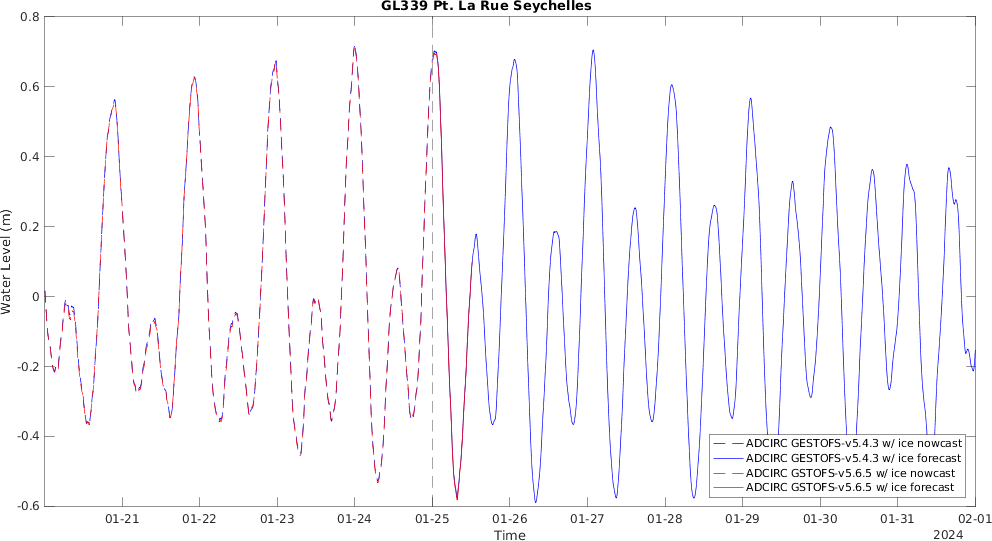 GL339 Pt. La Rue Seychelles
Water Level (m)
0.8
0.6
0.4
0.2
0
-0.2
-0.4
-0.6
ADCIRC GESTOFS-v5.4.3 w/ ice nowcast
ADCIRC GESTOFS-v5.4.3 w/ ice forecast
ADCIRC GSTOFS-v5.6.5 w/ ice nowcast
ADCIRC GSTOFS-v5.6.5 w/ ice forecast
01-21 01-22 01-23 01-24 01-25 01-26 01-27 01-28 01-29 01-30 01-31 02-01
Time
2024